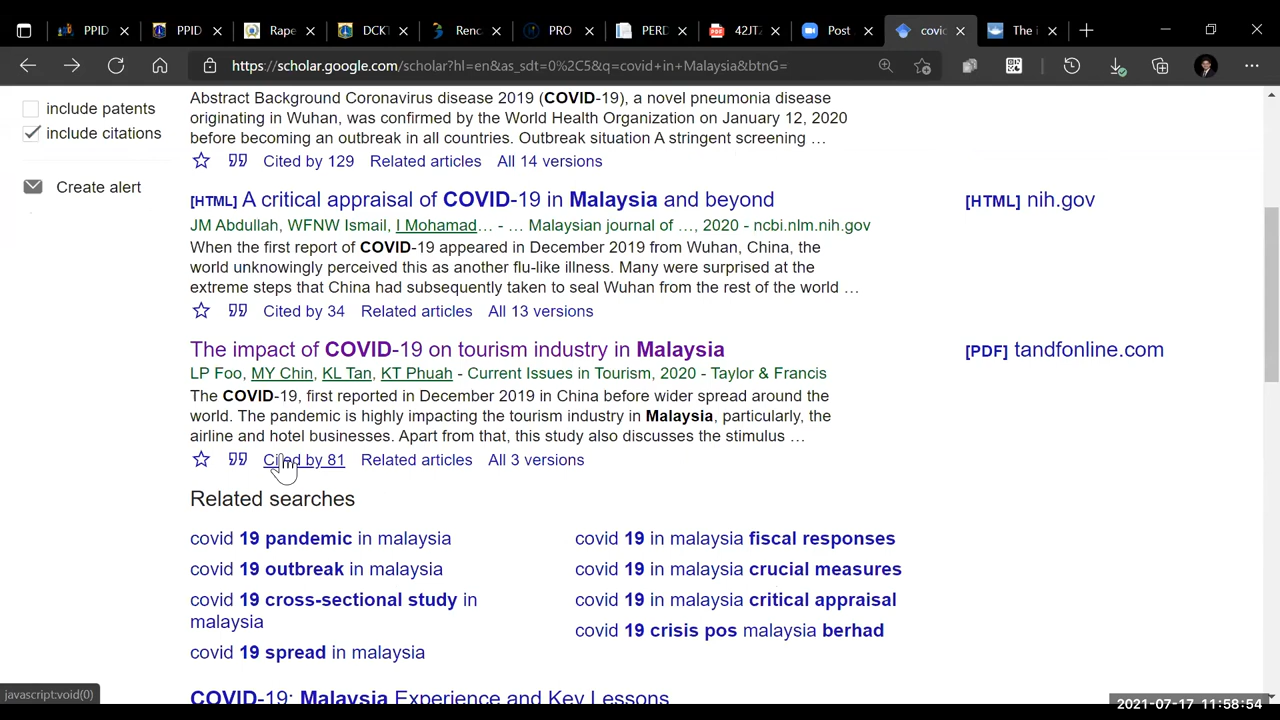 PPID
PPID
Rape
DCKT
Renc
PRO
PERD
42JTZ
Post
covid
The i
https://scholar.google.com/scholar?hl=en&as_sdt=0%2C5&q=covid+in+Malaysia&btnG=
include patents
include citations
Create alert
Abstract Background Coronavirus disease 2019 (COVID-19), a novel pneumonia disease
originating in Wuhan, was confirmed by the World Health Organization on January 12, 2020
before becoming an outbreak in all countries. Outbreak situation A stringent screening …
Cited by 129 Related articles All 14 versions
[HTML] A critical appraisal of COVID-19 in Malaysia and beyond
[HTML] nih.gov
JM Abdullah, WFNW Ismail, I Mohamad… - … Malaysian journal of …, 2020 - ncbi.nlm.nih.gov
When the first report of COVID-19 appeared in December 2019 from Wuhan, China, the
world unknowingly perceived this as another flu-like illness. Many were surprised at the
extreme steps that China had subsequently taken to seal Wuhan from the rest of the world …
Cited by 34 Related articles All 13 versions
The impact of COVID-19 on tourism industry in Malaysia
[PDF] tandfonline.com
LP Foo, MY Chin, KL Tan, KT Phuah - Current Issues in Tourism, 2020 - Taylor & Francis
The COVID-19, first reported in December 2019 in China before wider spread around the
world. The pandemic is highly impacting the tourism industry in Malaysia, particularly, the
airline and hotel businesses. Apart from that, this study also discusses the stimulus …
Cited by 81 Related articles All 3 versions
Related searches
covid 19 pandemic in malaysia
covid 19 outbreak in malaysia
covid 19 cross-sectional study in
malaysia
covid 19 spread in malaysia
covid 19 in malaysia fiscal responses
covid 19 in malaysia crucial measures
covid 19 in malaysia critical appraisal
covid 19 crisis pos malaysia berhad
COVID-19: Malaysia Experience and Key Lessons
javascript:void(0)
2021-07-17 11:58:54